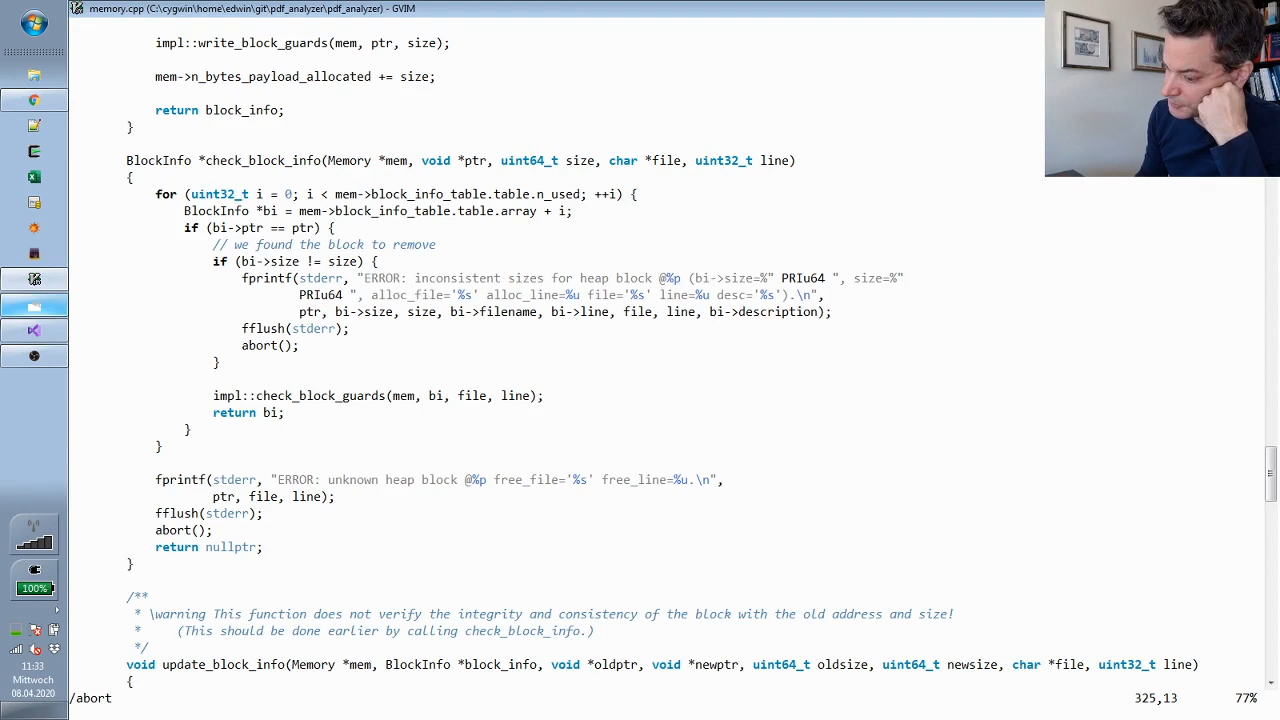 memory.cpp (C:\cygwin\home\edwin\git\pdf_analyzer\pdf_analyzer) - GVIM
impl::write_block_guards(mem, ptr, size);
mem->n_bytes_payload_allocated += size;
return block_info;
}
BlockInfo *check_block_info(Memory *mem, void *ptr, uint64_t size, char *file, uint32_t line)
{
for (uint32_t i = 0; i < mem->block_info_table.table.n_used; ++i) {
BlockInfo *bi = mem->block_info_table.table.array + i;
if (bi->ptr == ptr) {
// we found the block to remove
if (bi->size != size) {
fprintf(stderr, "ERROR: inconsistent sizes for heap block @%p (bi->size=%" PRIu64 ", size=%"
PRIu64 ", alloc_file='%s' alloc_line=%u file='%s' line=%u desc='%s').\n",
ptr, bi->size, size, bi->filename, bi->line, file, line, bi->description);
fflush(stderr);
abort();
}
impl::check_block_guards(mem, bi, file, line);
return bi;
}
}
fprintf(stderr, "ERROR: unknown heap block @%p free_file='%s' free_line=%u.\n",
ptr, file, line);
fflush(stderr);
abort();
return nullptr;
}
/**
* \warning This function does not verify the integrity and consistency of the block with the old address and size!
* (This should be done earlier by calling check_block_info.)
*/
void update_block_info(Memory *mem, BlockInfo *block_info, void *oldptr, void *newptr, uint64_t oldsize, uint64_t newsize, char *file, uint32_t line)
{
/abort
325,13
77%
100%
11:33
Mittwoch
08.04.2020